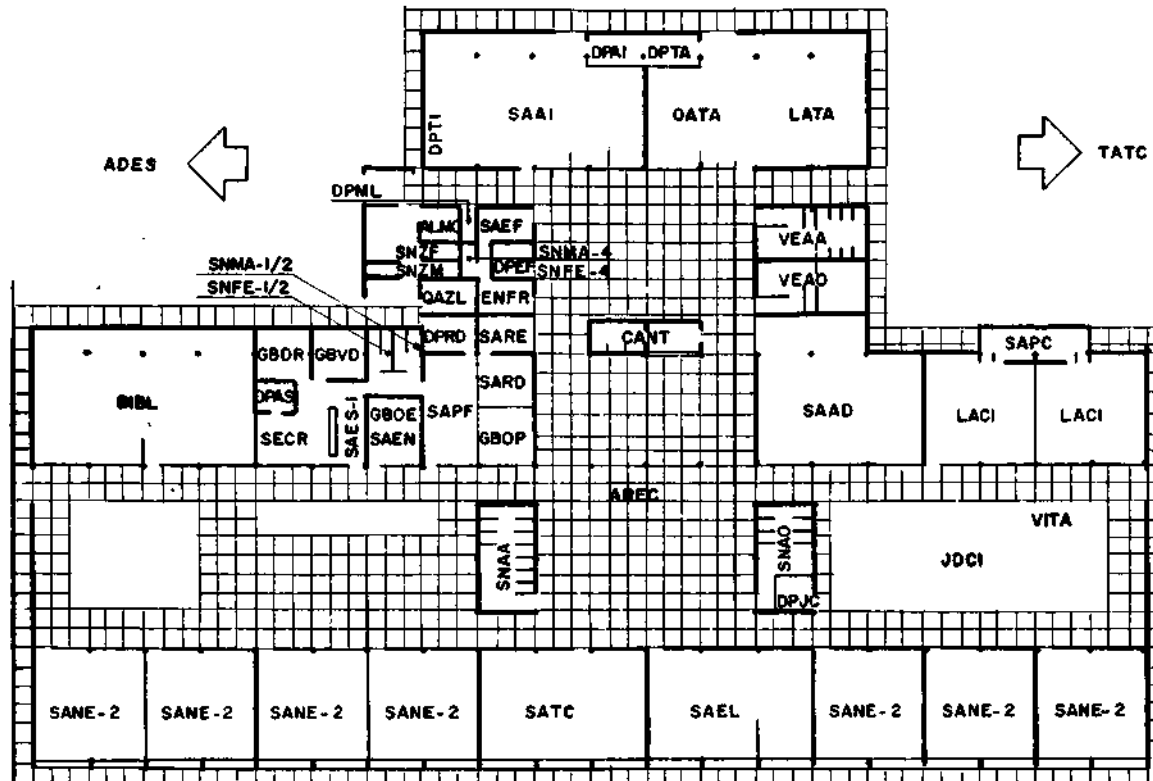 DPAI DPTA
SAAI
OATA
LATA
DPTI
ADES
TATC
DPML
ALMC
SAEF
VEAA
SNZF
SNMA-4
SNZM
DPEF
SNFE-4
SNMA-1/2
SNFE-1/2
VEAO
QAZL
ENFR
DPRD
SARE
CANT
SAPC
GBDR
GBVD
SARD
BIBL
DPAS
SAES-1
GBOE
SAEN
SAPF
SECR
GBOP
SAAD
LACI
LACI
AREC
VITA
SNAA
SNAO
JDCI
DPJC
SANE-2
SANE-2
SANE-2
SANE-2
SATC
SAEL
SANE-2
SANE-2
SANE-2